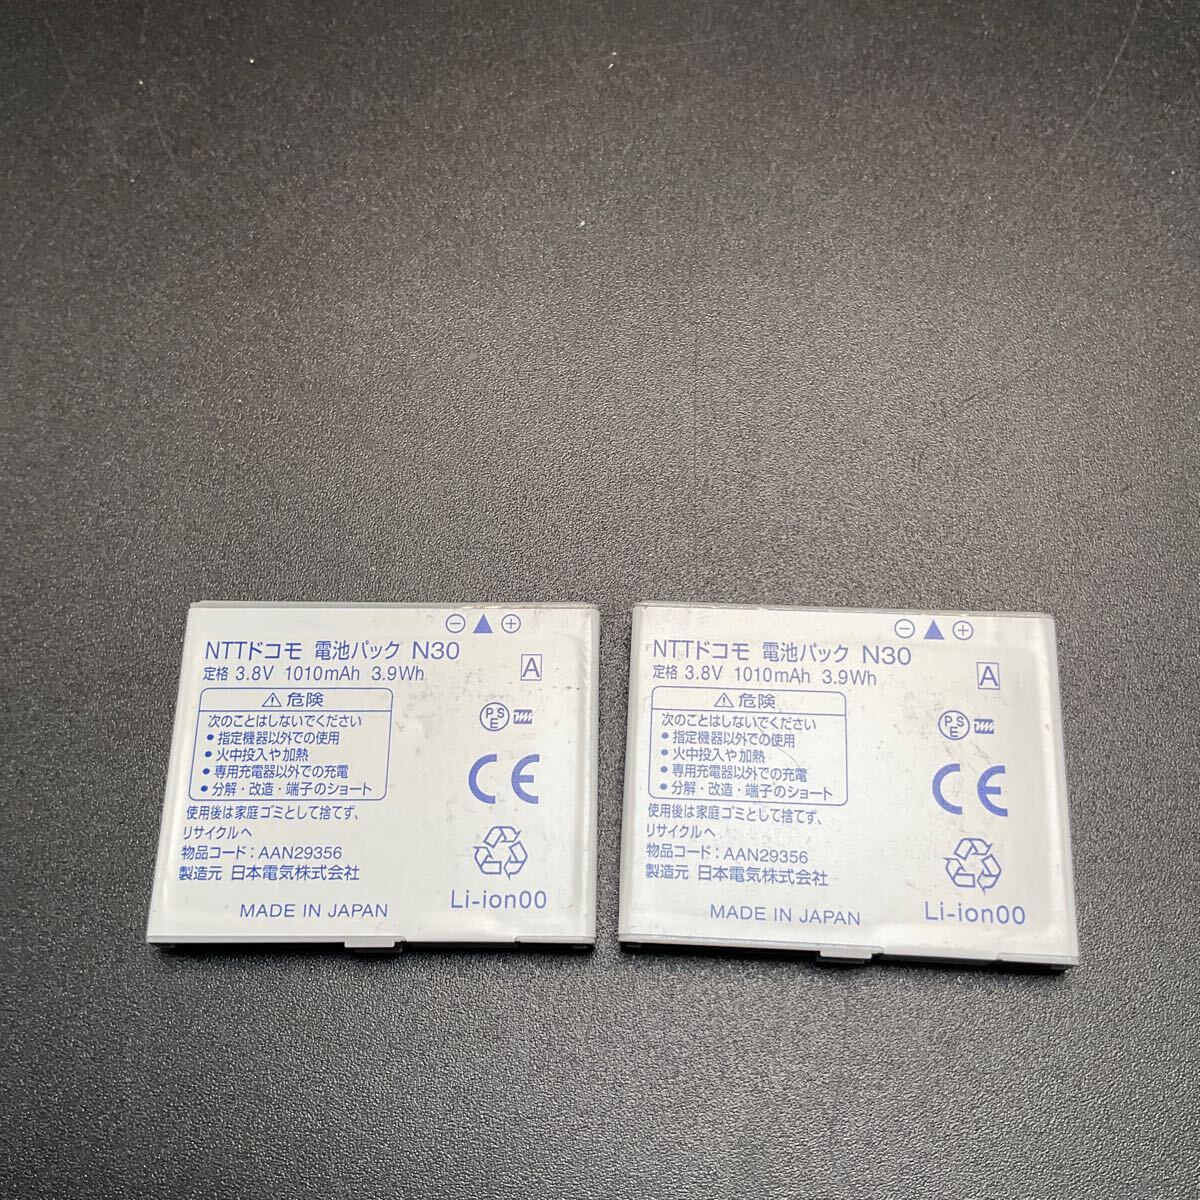 NTTドコモ 電池パック N30
定格 3.8V 1010mAh 3.9Wh
A
危険
次のことはしないでください
●指定機器以外での使用
●火中投入や加熱
●専用充電器以外での充電
●分解・改造・端子のショート
PSE
CE
使用後は家庭ゴミとして捨てず、
リサイクルへ
物品コード:AAN29356
製造元 日本電気株式会社
MADE IN JAPAN
Li-ion00
NTTドコモ 電池パック N30
定格 3.8V 1010mAh 3.9Wh
A
危険
次のことはしないでください
●指定機器以外での使用
●火中投入や加熱
●専用充電器以外での充電
●分解・改造・端子のショート
PSE
CE
使用後は家庭ゴミとして捨てず、
リサイクルへ
物品コード:AAN29356
製造元 日本電気株式会社
MADE IN JAPAN
Li-ion00